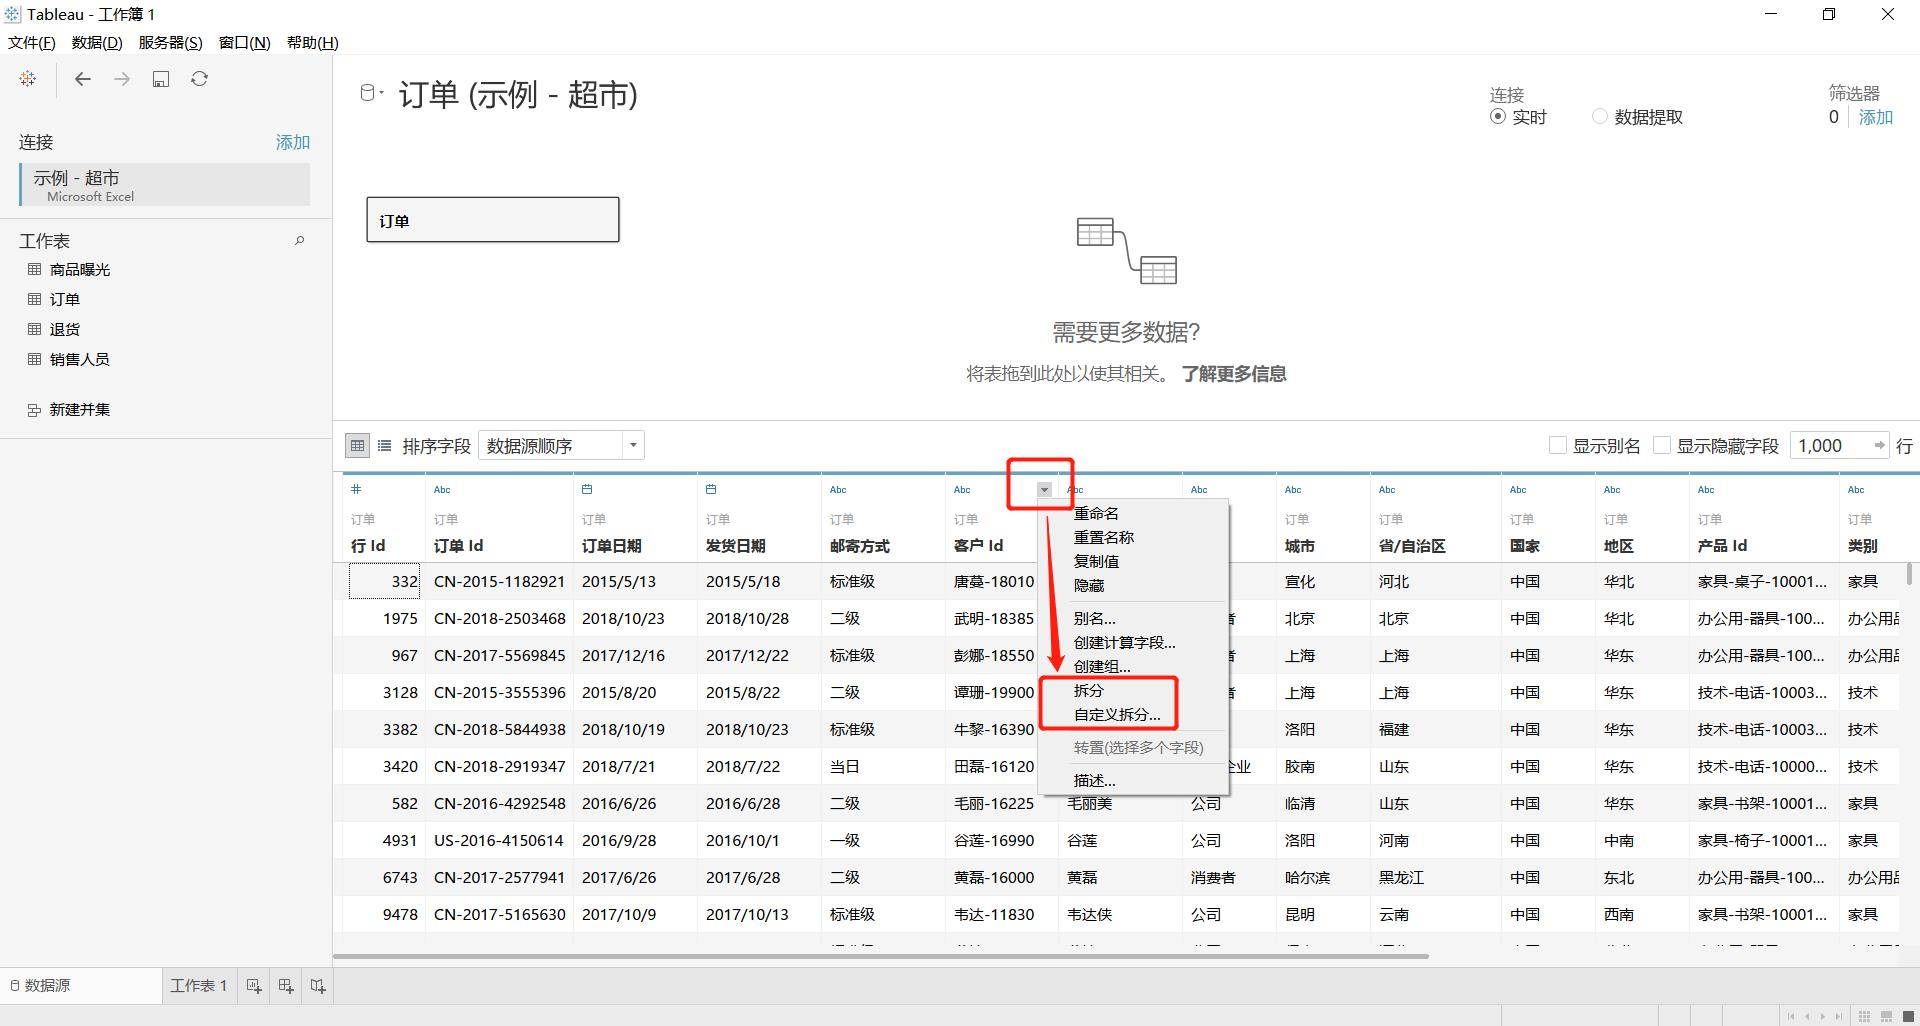 Tableau - 工作簿 1
文件(F) 数据(D) 服务器(S) 窗口(N) 帮助(H)
订单 (示例 - 超市)
连接
实时 数据提取
筛选器
0 添加
连接 添加
示例 - 超市
Microsoft Excel
工作表
商品曝光
订单
退货
销售人员
新建并集
订单
需要更多数据?
将表拖到此处以使其相关。 了解更多信息
排序字段 数据源顺序 显示别名 显示隐藏字段 1,000 行
# Abc Abc Abc Abc Abc Abc Abc Abc Abc Abc Abc
订单 订单 订单 订单 订单 订单 订单 订单 订单 订单 订单 订单
行 Id 订单 Id 订单日期 发货日期 邮寄方式 客户 Id 城市 省/自治区 国家 地区 产品 Id 类别
332 CN-2015-1182921 2015/5/13 2015/5/18 标准级 唐蔓-18010 宣化 河北 中国 华北 家具-桌子-10001... 家具
1975 CN-2018-2503468 2018/10/23 2018/10/28 二级 武明-18385 北京 北京 中国 华北 办公用-器具-100... 办公用品
967 CN-2017-5569845 2017/12/16 2017/12/22 标准级 彭娜-18550 上海 上海 中国 华东 办公用-器具-100... 办公用品
3128 CN-2015-3555396 2015/8/20 2015/8/22 二级 谭珊-19900 上海 上海 中国 华东 技术-电话-10003... 技术
3382 CN-2018-5844938 2018/10/19 2018/10/23 标准级 牛黎-16390 洛阳 福建 中国 华东 技术-电话-10003... 技术
3420 CN-2018-2919347 2018/7/21 2018/7/22 当日 田磊-16120 企业 胶南 山东 中国 华东 技术-电话-10000... 技术
582 CN-2016-4292548 2016/6/26 2016/6/28 二级 毛丽-16225 毛丽美 公司 临清 山东 中国 华东 家具-书架-10001... 家具
4931 US-2016-4150614 2016/9/28 2016/10/1 一级 谷莲-16990 谷莲 公司 洛阳 河南 中国 中南 家具-椅子-10001... 家具
6743 CN-2017-2577941 2017/6/26 2017/6/28 二级 黄磊-16000 黄磊 消费者 哈尔滨 黑龙江 中国 东北 办公用-器具-100... 办公用品
9478 CN-2017-5165630 2017/10/9 2017/10/13 标准级 韦达-11830 韦达侠 公司 昆明 云南 中国 西南 家具-书架-10001... 家具
重命名
重置名称
复制值
隐藏
别名...
创建计算字段...
创建组...
拆分
自定义拆分...
转置(选择多个字段)
描述...
数据源 工作表 1